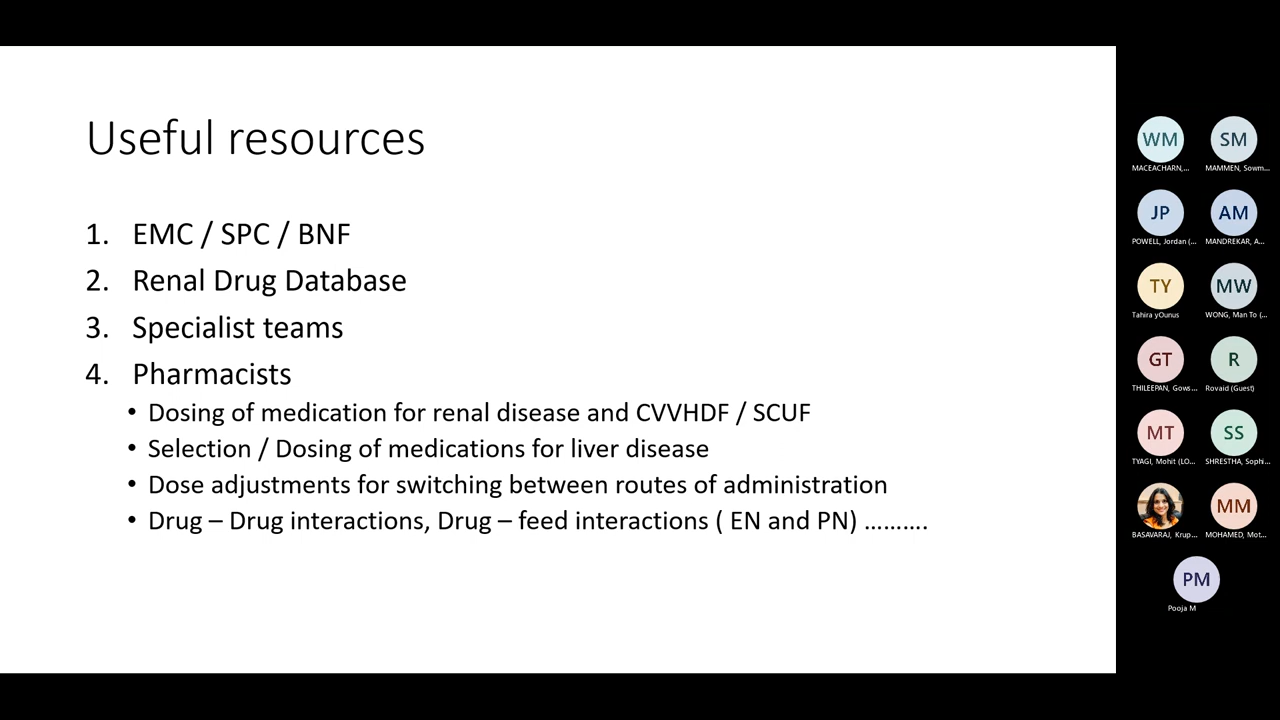 Useful resources
1. EMC / SPC / BNF
2. Renal Drug Database
3. Specialist teams
4. Pharmacists
• Dosing of medication for renal disease and CVVHDF / SCUF
• Selection / Dosing of medications for liver disease
• Dose adjustments for switching between routes of administration
• Drug – Drug interactions, Drug – feed interactions ( EN and PN) ……….
WM SM
MACEACHARN,... MAMMEN, Sowm...
JP AM
POWELL, Jordan (... MANDREKAR, A...
TY MW
Tahira yOunus WONG, Man To (...
GT R
THILEEPAN, Gows... Rovaid (Guest)
MT SS
TYAGI, Mohit (LO... SHRESTHA, Sophi...
MM
BASAVARAJ, Krup... MOHAMED, Mot...
PM
Pooja M